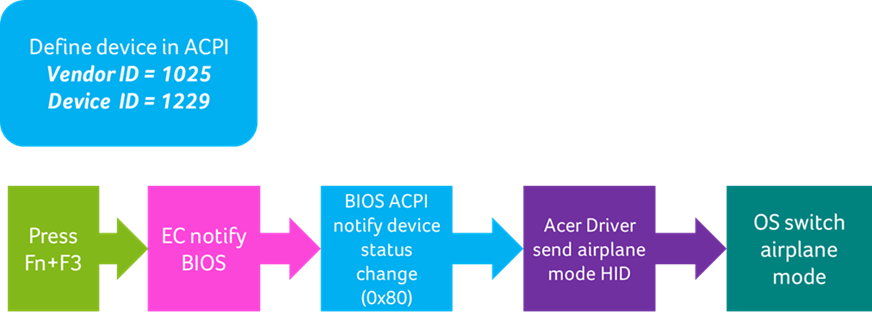 Define device in ACPI
Vendor ID = 1025
Device ID = 1229
Press
Fn+F3
EC notify
BIOS
BIOS ACPI
notify device
status
change
(0x80)
Acer Driver
send airplane
mode HID
OS switch
airplane
mode